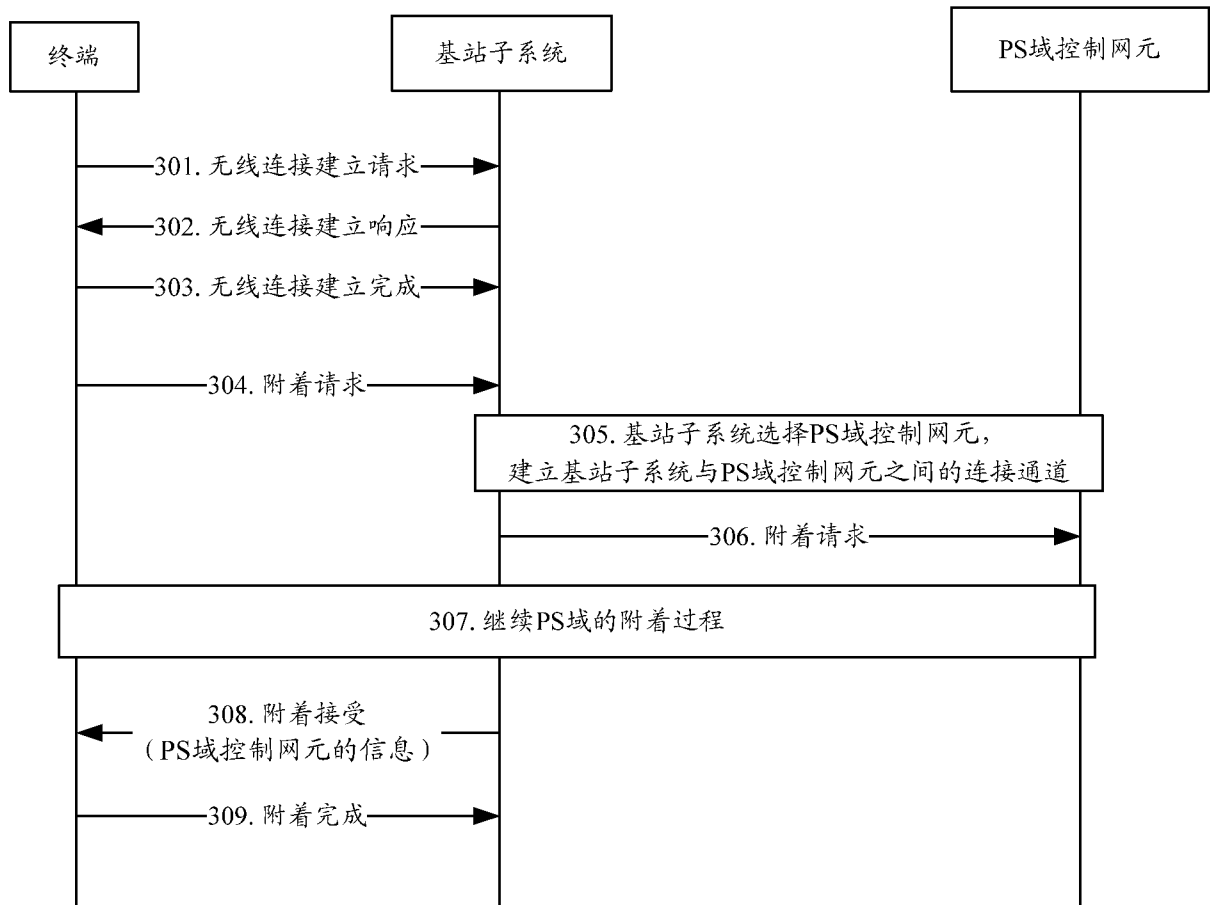 终端
基站子系统
PS域控制网元
301. 无线连接建立请求
302. 无线连接建立响应
303. 无线连接建立完成
304. 附着请求
305. 基站子系统选择PS域控制网元，
建立基站子系统与PS域控制网元之间的连接通道
306. 附着请求
307. 继续PS域的附着过程
308. 附着接受
（PS域控制网元的信息）
309. 附着完成